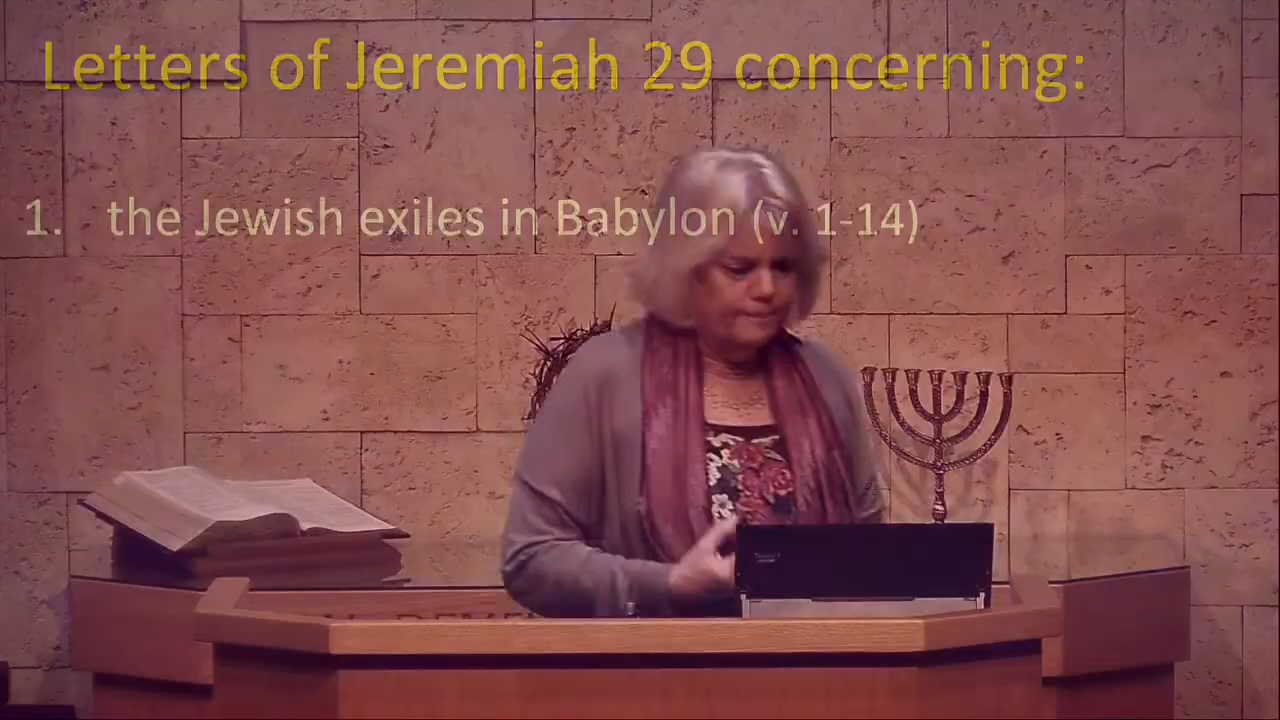 Letters of Jeremiah 29 concerning:
1. the Jewish exiles in Babylon (v. 1-14)